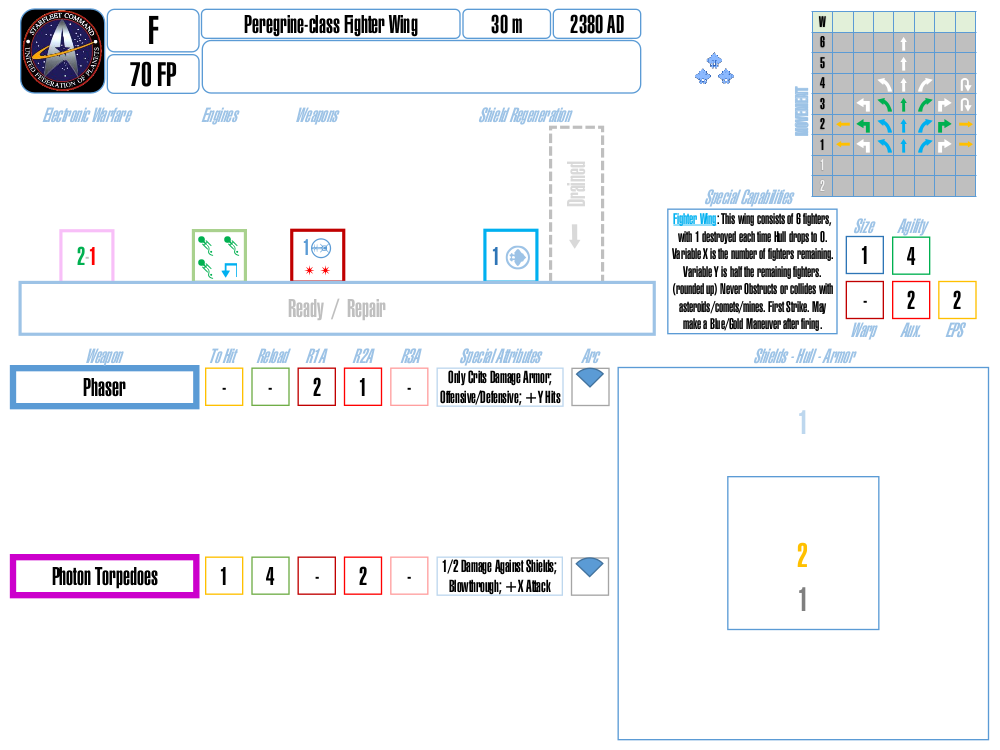 STARFLEET COMMAND
UNITED FEDERATION OF PLANETS
F
70 FP
Peregrine-class Fighter Wing
30 m
2380 AD
Electronic Warfare
Engines
Weapons
Shield Regeneration
Drained
2-1
1
1
Ready / Repair
MOVEMENT
W
6
5
4
3
2
1
1
2
Special Capabilities
Fighter Wing: This wing consists of 6 fighters,
with 1 destroyed each time Hull drops to 0.
Variable X is the number of fighters remaining.
Variable Y is half the remaining fighters.
(rounded up) Never Obstructs or collides with
asteroids/comets/mines. First Strike. May
make a Blue/Gold Maneuver after firing.
Size
Agility
1
4
-
2
2
Warp
Aux.
EPS
Weapon
To Hit
Reload
R1A
R2A
R3A
Special Attributes
Arc
Shields - Hull - Armor
Phaser
-
-
2
1
-
Only Crits Damage Armor;
Offensive/Defensive; +Y Hits
Photon Torpedoes
1
4
-
2
-
1/2 Damage Against Shields;
Blowthrough; +X Attack
1
2
1